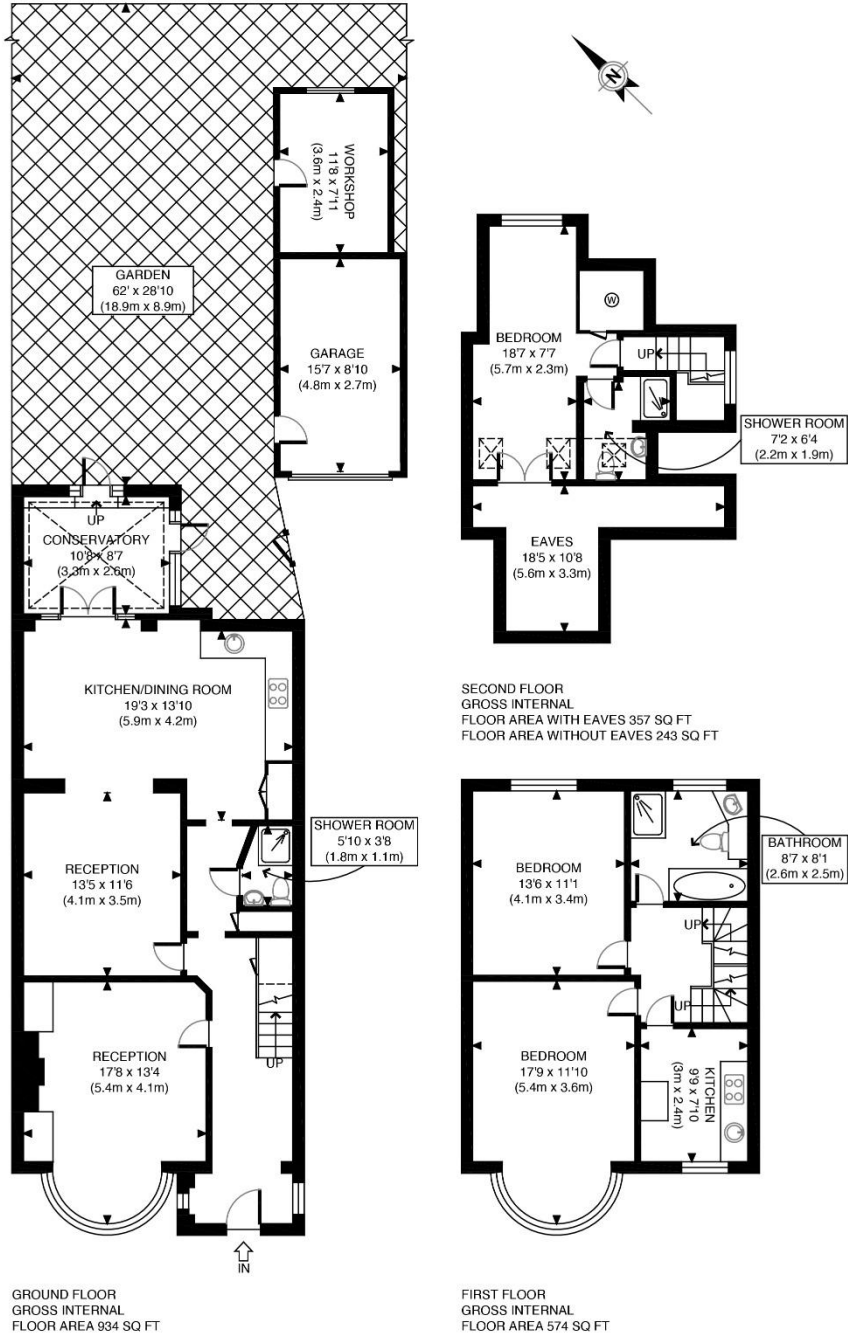 WORKSHOP
11'8 x 7'11
(3.6m x 2.4m)
GARDEN
62' x 28'10
(18.9m x 8.9m)
GARAGE
15'7 x 8'10
(4.8m x 2.7m)
UP
CONSERVATORY
10'8 x 8'7
(3.3m x 2.6m)
KITCHEN/DINING ROOM
19'3 x 13'10
(5.9m x 4.2m)
SHOWER ROOM
5'10 x 3'8
(1.8m x 1.1m)
RECEPTION
13'5 x 11'6
(4.1m x 3.5m)
RECEPTION
17'8 x 13'4
(5.4m x 4.1m)
UP
IN
GROUND FLOOR
GROSS INTERNAL
FLOOR AREA 934 SQ FT
N
W
BEDROOM
18'7 x 7'7
(5.7m x 2.3m)
UP
SHOWER ROOM
7'2 x 6'4
(2.2m x 1.9m)
EAVES
18'5 x 10'8
(5.6m x 3.3m)
SECOND FLOOR
GROSS INTERNAL
FLOOR AREA WITH EAVES 357 SQ FT
FLOOR AREA WITHOUT EAVES 243 SQ FT
BEDROOM
13'6 x 11'1
(4.1m x 3.4m)
BATHROOM
8'7 x 8'1
(2.6m x 2.5m)
UP
UP
BEDROOM
17'9 x 11'10
(5.4m x 3.6m)
KITCHEN
9'9 x 7'10
(3m x 2.4m)
FIRST FLOOR
GROSS INTERNAL
FLOOR AREA 574 SQ FT